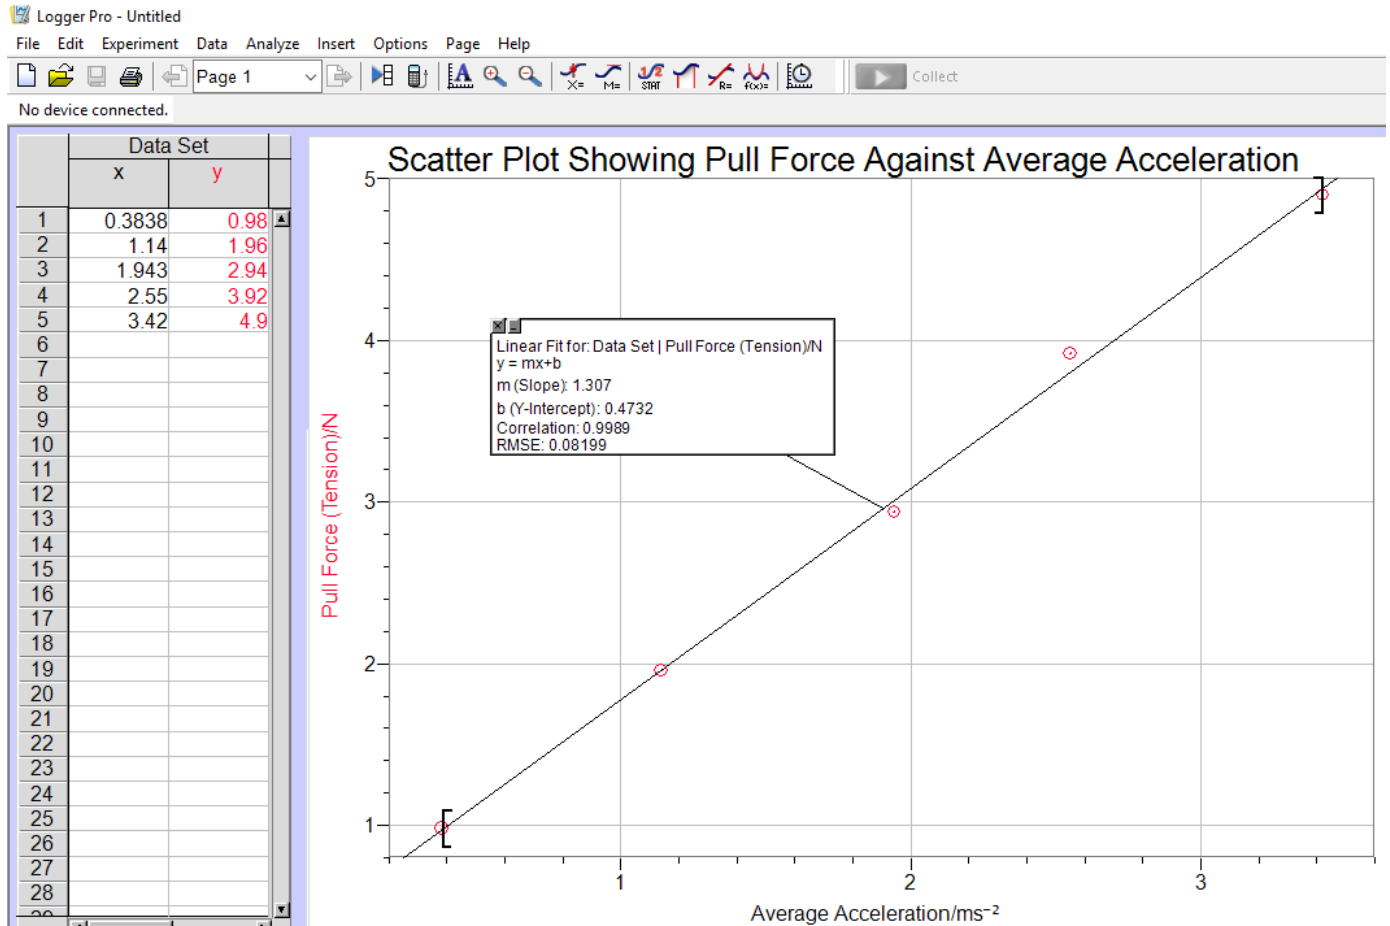 Logger Pro - Untitled
File Edit Experiment Data Analyze Insert Options Page Help
Page 1
X=
M=
1/2
STAT
R=
f(x)=
A
Collect
No device connected.
Data Set
x y
1 0.3838 0.98
2 1.14 1.96
3 1.943 2.94
4 2.55 3.92
5 3.42 4.9
6
7
8
9
10
11
12
13
14
15
16
17
18
19
20
21
22
23
24
25
26
27
28
29
Scatter Plot Showing Pull Force Against Average Acceleration
5
4
3
2
1
Pull Force (Tension)/N
Linear Fit for: Data Set | Pull Force (Tension)/N
y = mx+b
m (Slope): 1.307
b (Y-Intercept): 0.4732
Correlation: 0.9989
RMSE: 0.08199
1 2 3
Average Acceleration/ms⁻²